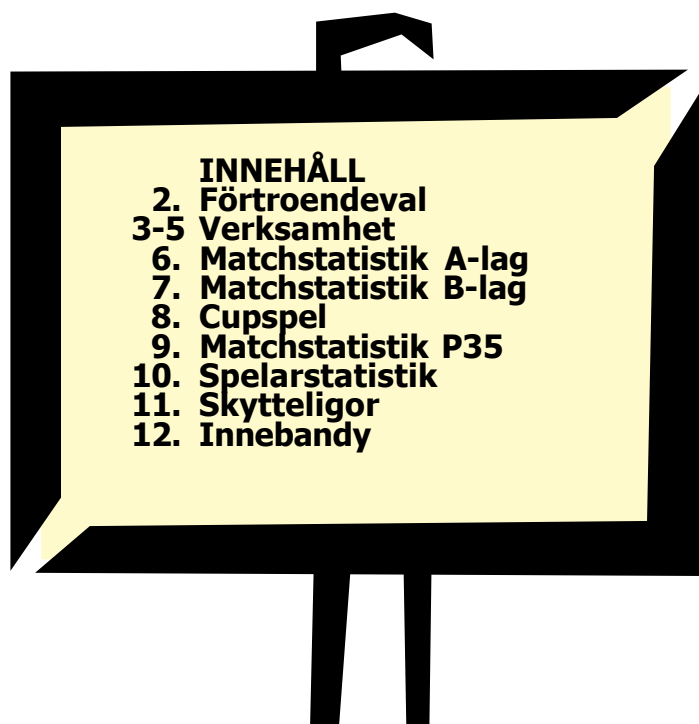 INNEHÅLL
2. Förtroendeval
3-5 Verksamhet
6. Matchstatistik A-lag
7. Matchstatistik B-lag
8. Cupspel
9. Matchstatistik P35
10. Spelarstatistik
11. Skytteligor
12. Innebandy